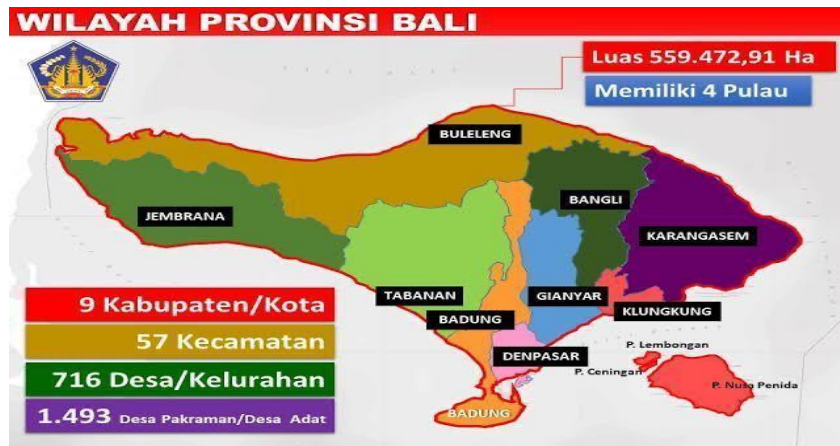 WILAYAH PROVINSI BALI
Luas 559.472,91 Ha
Memiliki 4 Pulau
BULELENG
JEMBRANA
BANGLI
KARANGASEM
TABANAN
BADUNG
GIANYAR
KLUNGKUNG
DENPASAR
P. Lembongan
P. Ceningan
P. Nusa Penida
BADUNG
9 Kabupaten/Kota
57 Kecamatan
716 Desa/Kelurahan
1.493 Desa Pakraman/Desa Adat